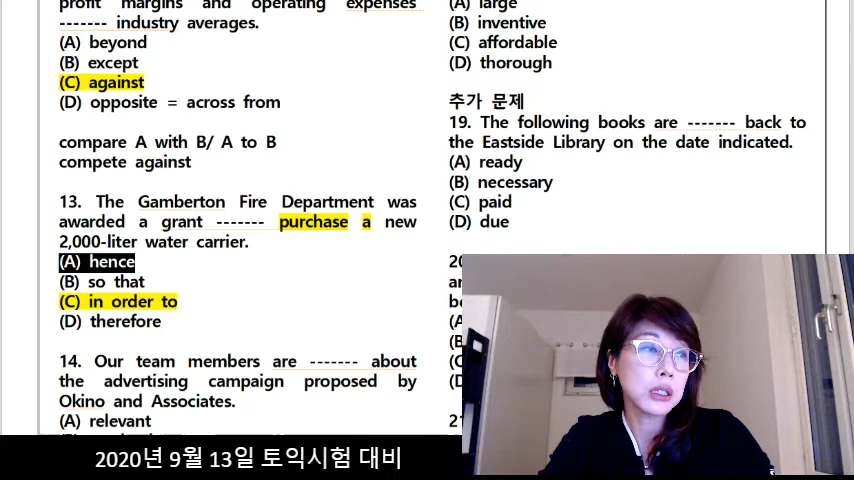 profit margins and operating expenses
------- industry averages.
(A) beyond
(B) except
(C) against
(D) opposite = across from
compare A with B/ A to B
compete against
13. The Gamberton Fire Department was
awarded a grant ------- purchase a new
2,000-liter water carrier.
(A) hence
(B) so that
(C) in order to
(D) therefore
14. Our team members are ------- about
the advertising campaign proposed by
Okino and Associates.
(A) relevant
(A) large
(B) inventive
(C) affordable
(D) thorough
추가 문제
19. The following books are ------- back to
the Eastside Library on the date indicated.
(A) ready
(B) necessary
(C) paid
(D) due
2020년 9월 13일 토익시험 대비